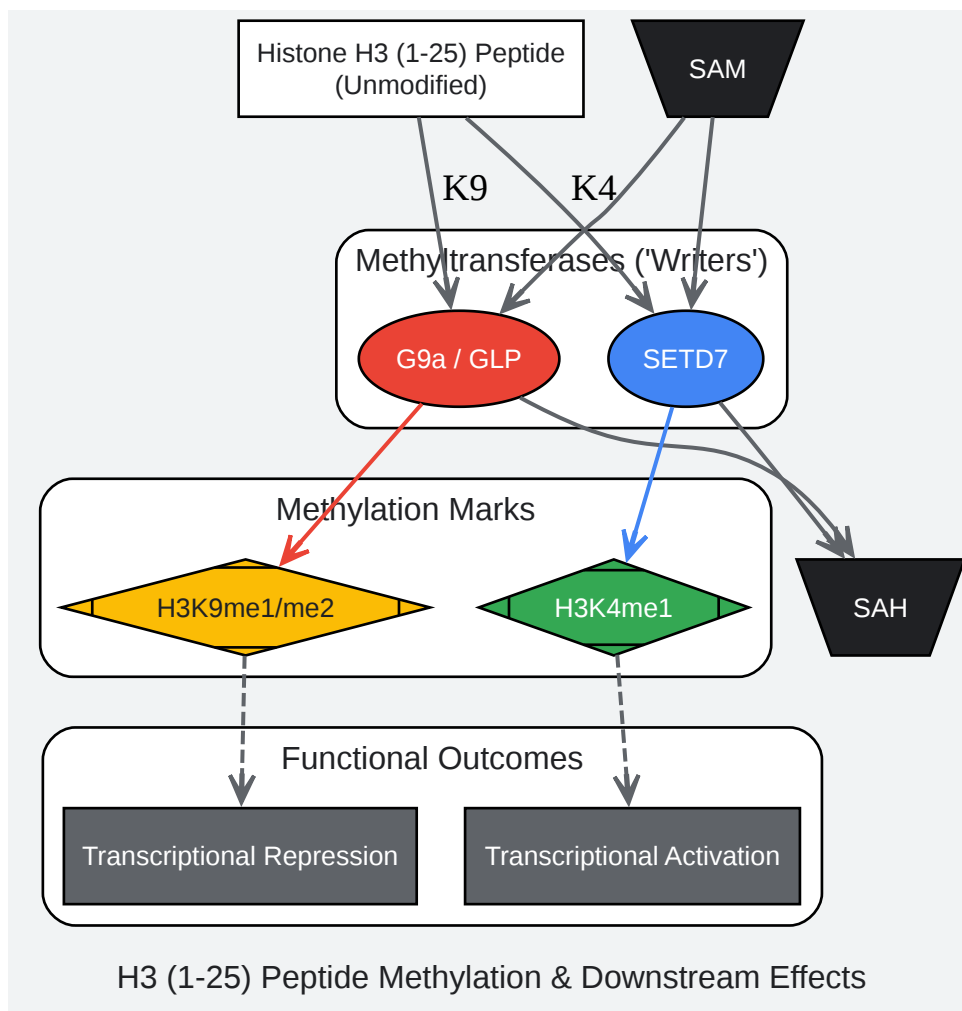 Histone H3 (1-25) Peptide
(Unmodified)
SAM
K9
K4
Methyltransferases ('Writers')
G9a / GLP
SETD7
Methylation Marks
H3K9me1/me2
H3K4me1
SAH
Functional Outcomes
Transcriptional Repression
Transcriptional Activation
H3 (1-25) Peptide Methylation & Downstream Effects